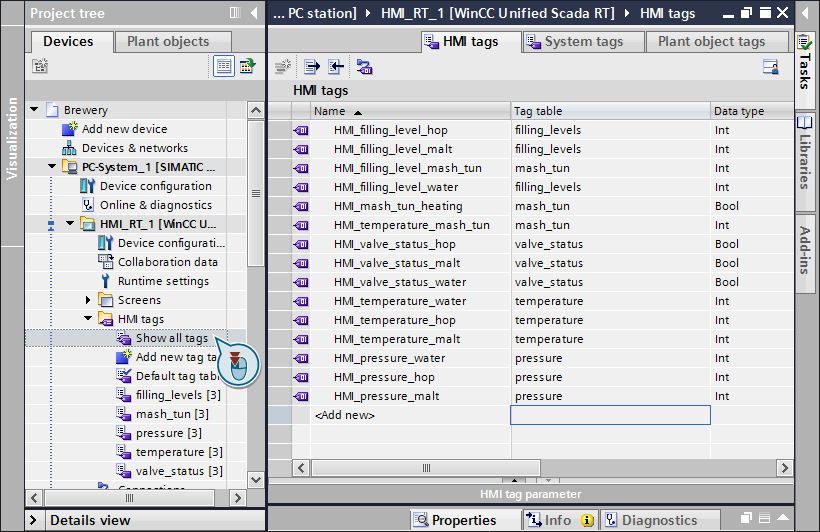 Project tree
... PC station] ▸ HMI_RT_1 [WinCC Unified Scada RT] ▸ HMI tags
Devices
Plant objects
HMI tags
System tags
Plant object tags
Tasks
Libraries
Add-ins
Visualization
Brewery
Add new device
Devices & networks
PC-System_1 [SIMATIC ...
Device configuration
Online & diagnostics
HMI_RT_1 [WinCC U...
Device configurati...
Collaboration data
Runtime settings
Screens
HMI tags
Show all tags
Add new tag ta
Default tag tabl
filling_levels [3]
mash_tun [3]
pressure [3]
temperature [3]
valve_status [3]
Details view
HMI tags
Name Tag table Data type
HMI_filling_level_hop filling_levels Int
HMI_filling_level_malt filling_levels Int
HMI_filling_level_mash_tun mash_tun Int
HMI_filling_level_water filling_levels Int
HMI_mash_tun_heating mash_tun Bool
HMI_temperature_mash_tun mash_tun Int
HMI_valve_status_hop valve_status Bool
HMI_valve_status_malt valve_status Bool
HMI_valve_status_water valve_status Bool
HMI_temperature_water temperature Int
HMI_temperature_hop temperature Int
HMI_temperature_malt temperature Int
HMI_pressure_water pressure Int
HMI_pressure_hop pressure Int
HMI_pressure_malt pressure Int
<Add new>
HMI tag parameter
Properties
Info
Diagnostics